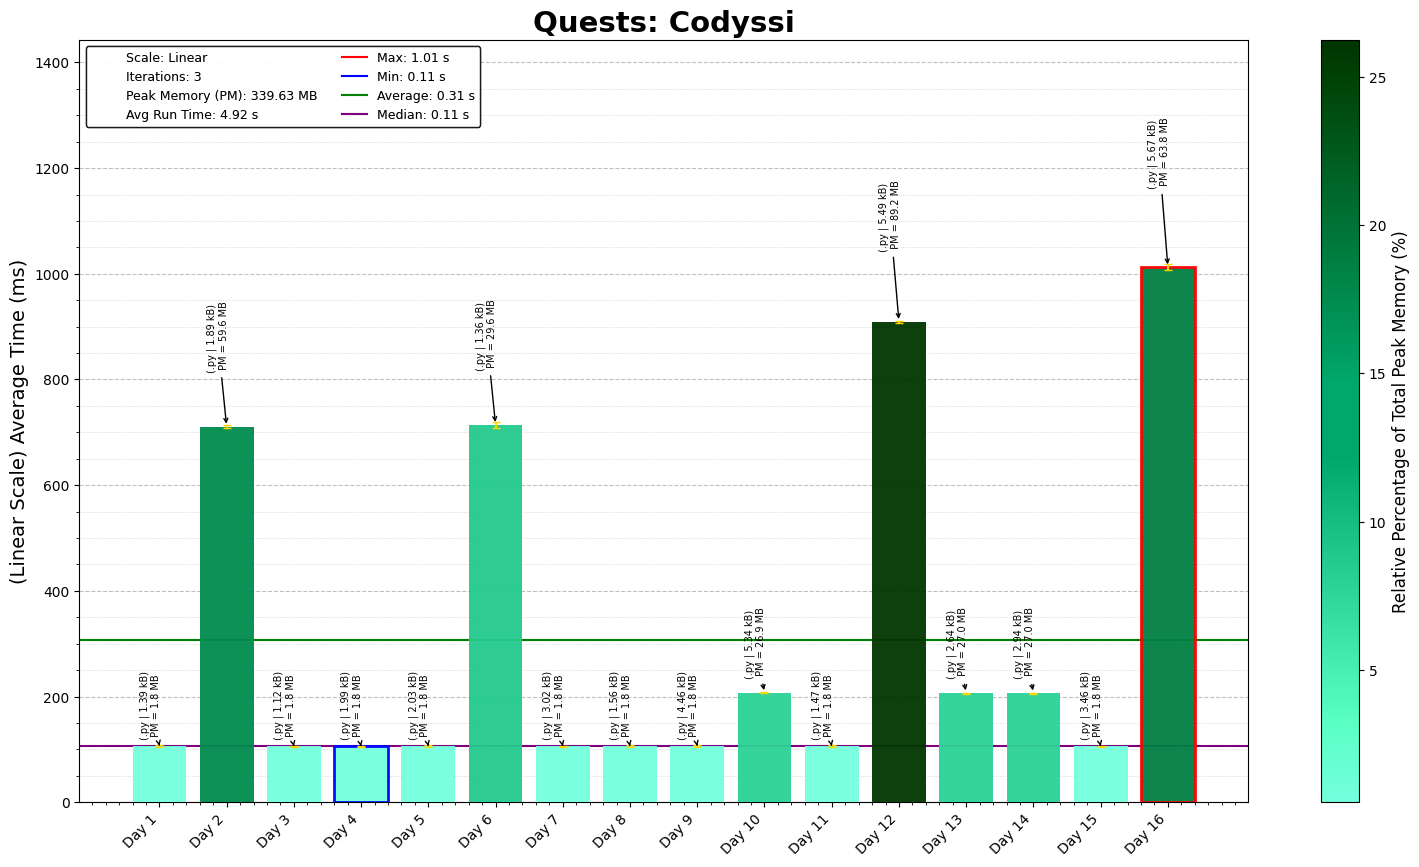 Quests: Codyssi
Scale: Linear
Iterations: 3
Peak Memory (PM): 339.63 MB
Avg Run Time: 4.92 s
Max: 1.01 s
Min: 0.11 s
Average: 0.31 s
Median: 0.11 s
(Linear Scale) Average Time (ms)
1400
1200
1000
800
600
400
200
0
(.py | 1.39 kB)
PM = 1.8 MB
(.py | 1.89 kB)
PM = 59.6 MB
(.py | 1.12 kB)
PM = 1.8 MB
(.py | 1.99 kB)
PM = 1.8 MB
(.py | 2.03 kB)
PM = 1.8 MB
(.py | 1.36 kB)
PM = 29.6 MB
(.py | 3.02 kB)
PM = 1.8 MB
(.py | 1.56 kB)
PM = 1.8 MB
(.py | 4.46 kB)
PM = 1.8 MB
(.py | 5.34 kB)
PM = 26.9 MB
(.py | 1.47 kB)
PM = 1.8 MB
(.py | 5.49 kB)
PM = 89.2 MB
(.py | 2.64 kB)
PM = 27.0 MB
(.py | 2.94 kB)
PM = 27.0 MB
(.py | 3.46 kB)
PM = 1.8 MB
(.py | 5.67 kB)
PM = 63.8 MB
Day 1
Day 2
Day 3
Day 4
Day 5
Day 6
Day 7
Day 8
Day 9
Day 10
Day 11
Day 12
Day 13
Day 14
Day 15
Day 16
25
20
15
10
5
Relative Percentage of Total Peak Memory (%)